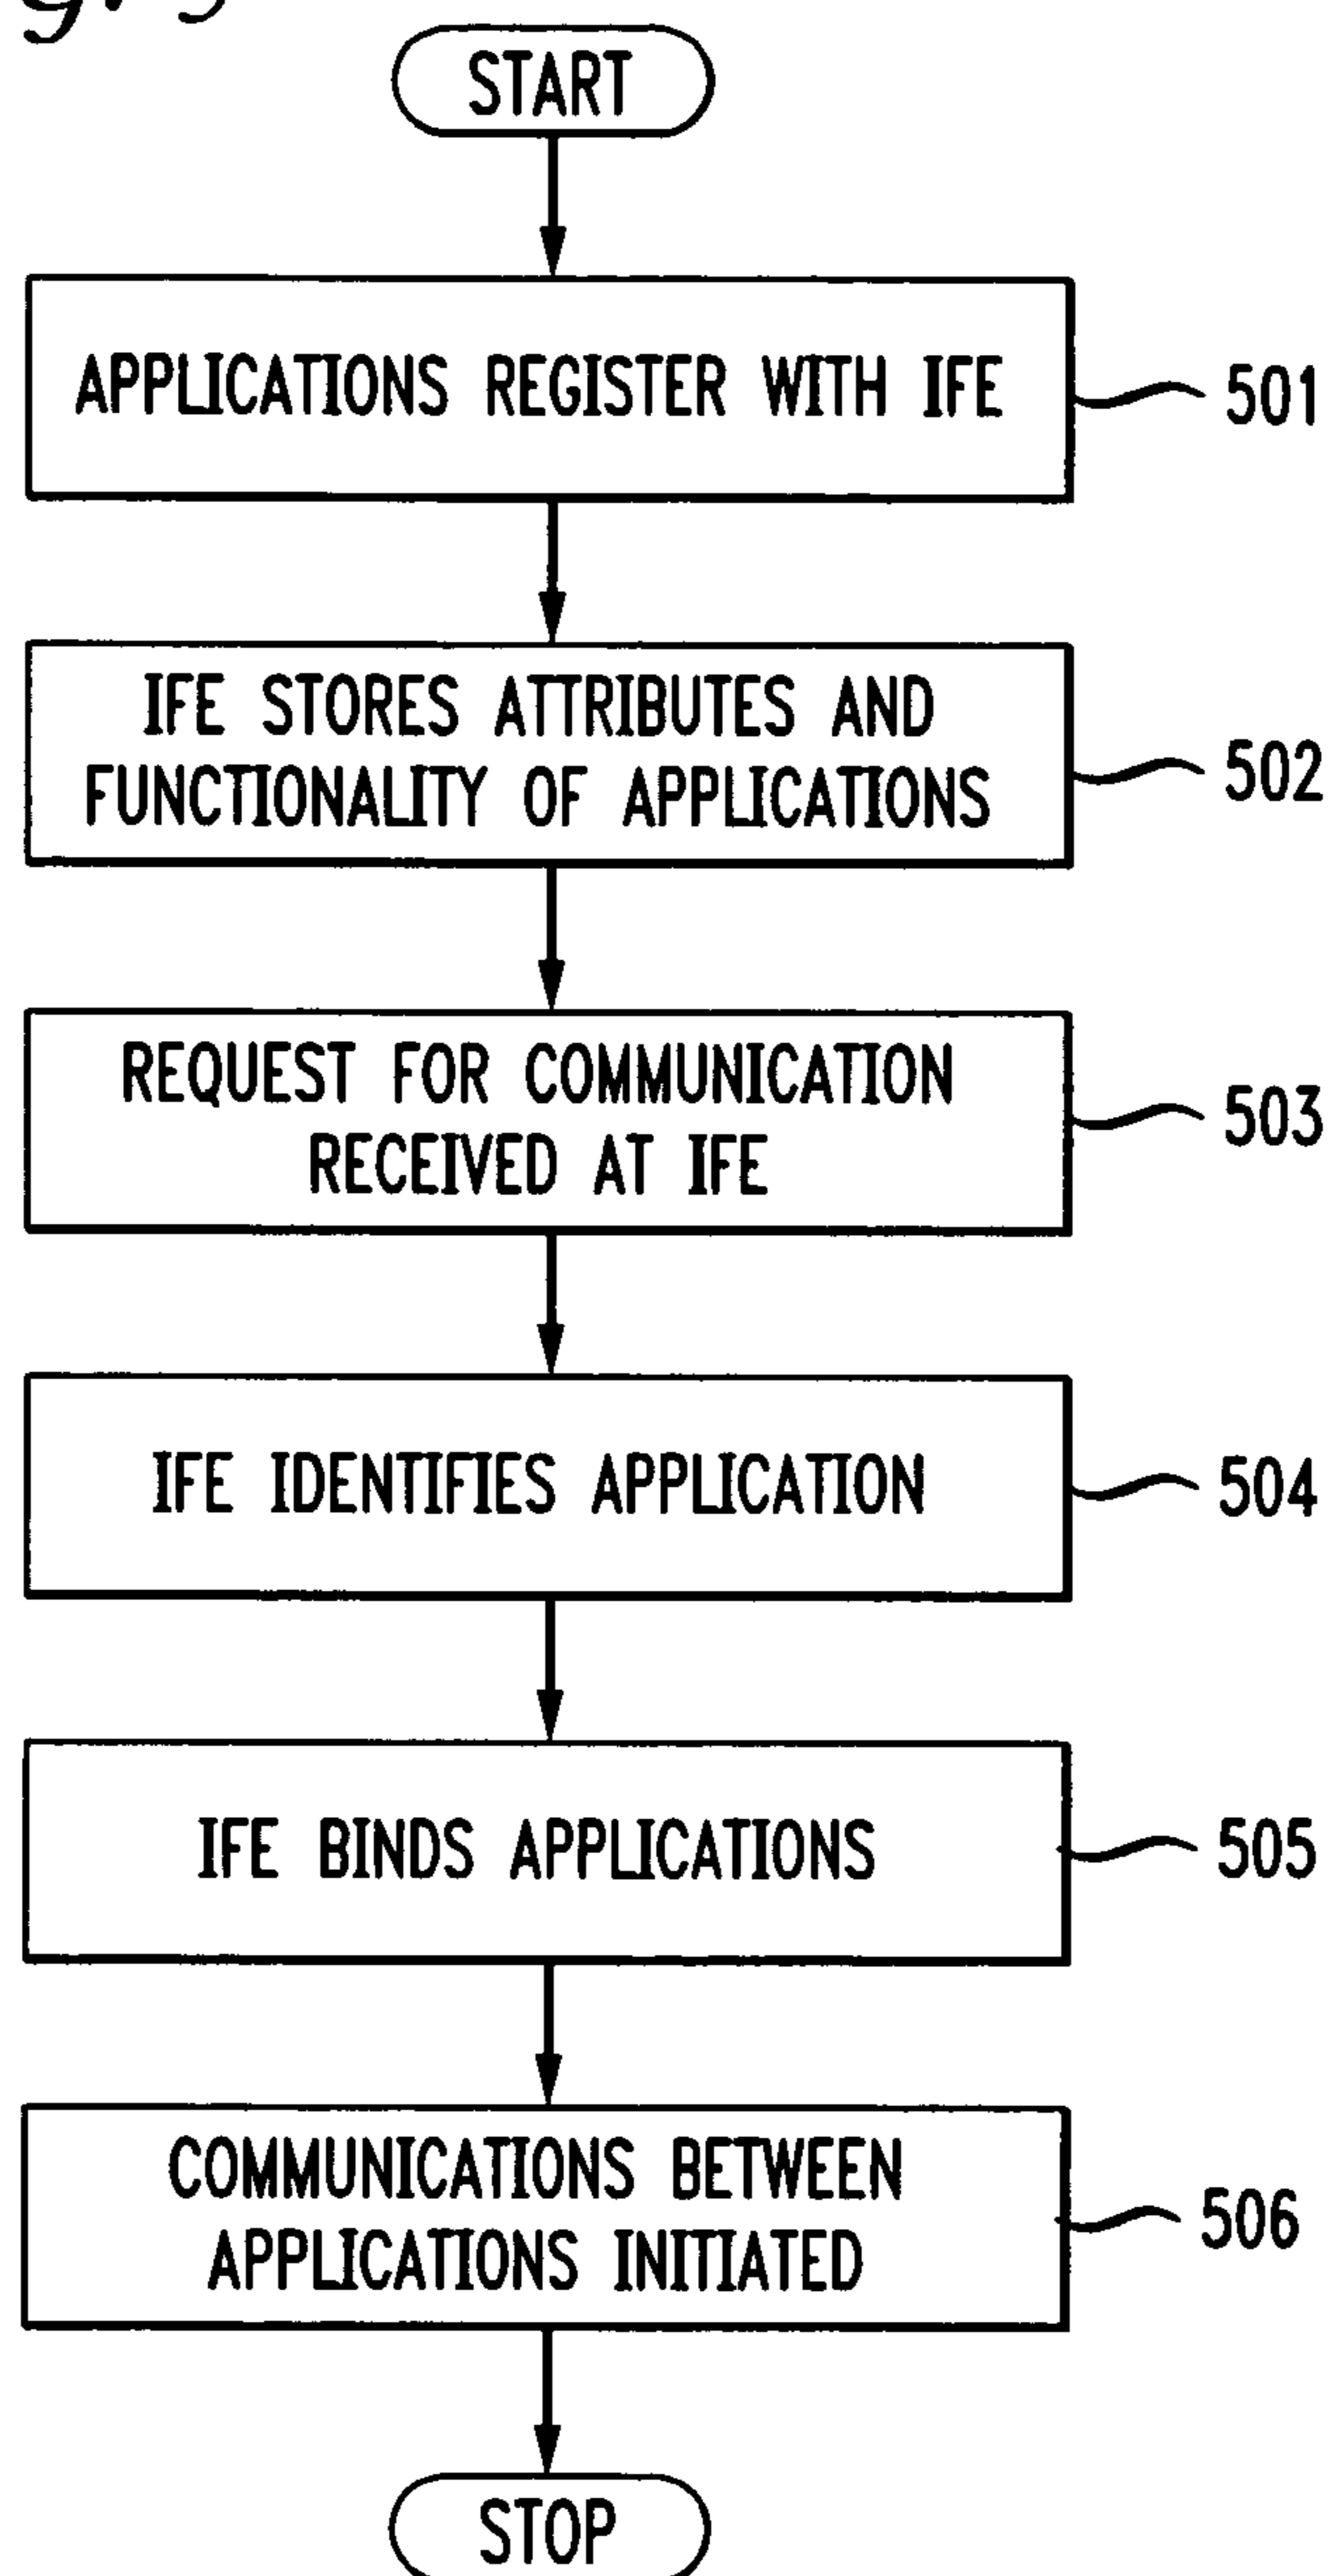 START
APPLICATIONS REGISTER WITH IFE
501
IFE STORES ATTRIBUTES AND
FUNCTIONALITY OF APPLICATIONS
502
REQUEST FOR COMMUNICATION
RECEIVED AT IFE
503
IFE IDENTIFIES APPLICATION
504
IFE BINDS APPLICATIONS
505
COMMUNICATIONS BETWEEN
APPLICATIONS INITIATED
506
STOP